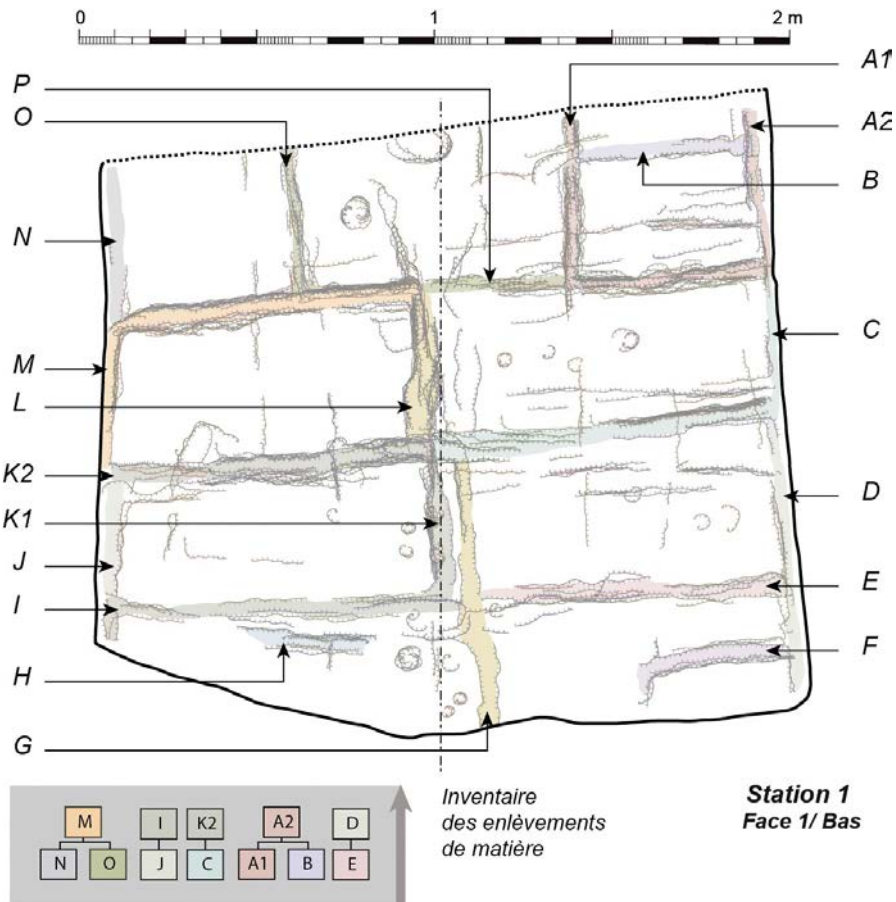 0 1 2 m
P
O
N
M
L
K2
K1
J
I
H
G
A1
A2
B
C
D
E
F
M I K2 A2 D
N O J C A1 B E
Inventaire
des enlèvements
de matière
Station 1
Face 1/ Bas